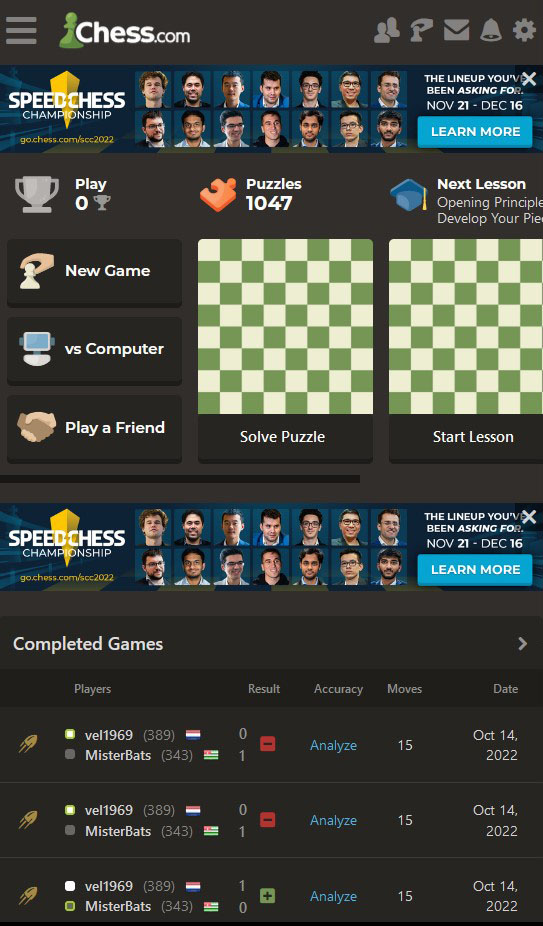 Chess.com
SPEED CHESS
CHAMPIONSHIP
go.chess.com/scc2022
THE LINEUP YOU'VE
BEEN ASKING FOR.
NOV 21 - DEC 16
LEARN MORE
Play
0
Puzzles
1047
Next Lesson
Opening Principle
Develop Your Pie
New Game
vs Computer
Play a Friend
Solve Puzzle
Start Lesson
SPEED CHESS
CHAMPIONSHIP
go.chess.com/scc2022
THE LINEUP YOU'VE
BEEN ASKING FOR.
NOV 21 - DEC 16
LEARN MORE
Completed Games
Players Result Accuracy Moves Date
vel1969 (389) 0
MisterBats (343) 1
Analyze 15 Oct 14,
2022
vel1969 (389) 0
MisterBats (343) 1
Analyze 15 Oct 14,
2022
vel1969 (389) 1
MisterBats (343) 0
Analyze 15 Oct 14,
2022